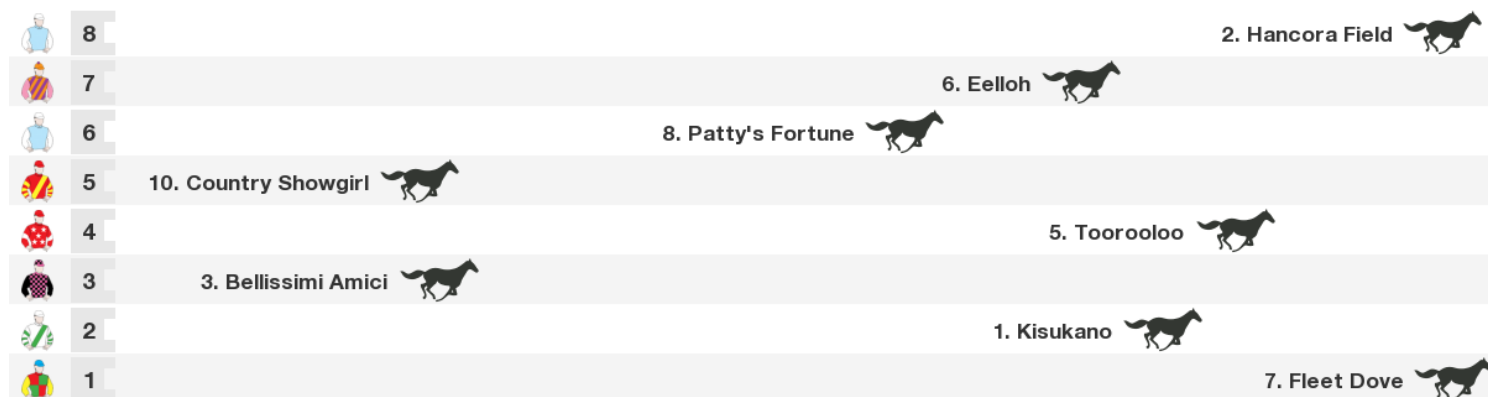 8 2. Hancora Field
7 6. Eelloh
6 8. Patty's Fortune
5 10. Country Showgirl
4 5. Toorooloo
3 3. Bellissimi Amici
2 1. Kisukano
1 7. Fleet Dove